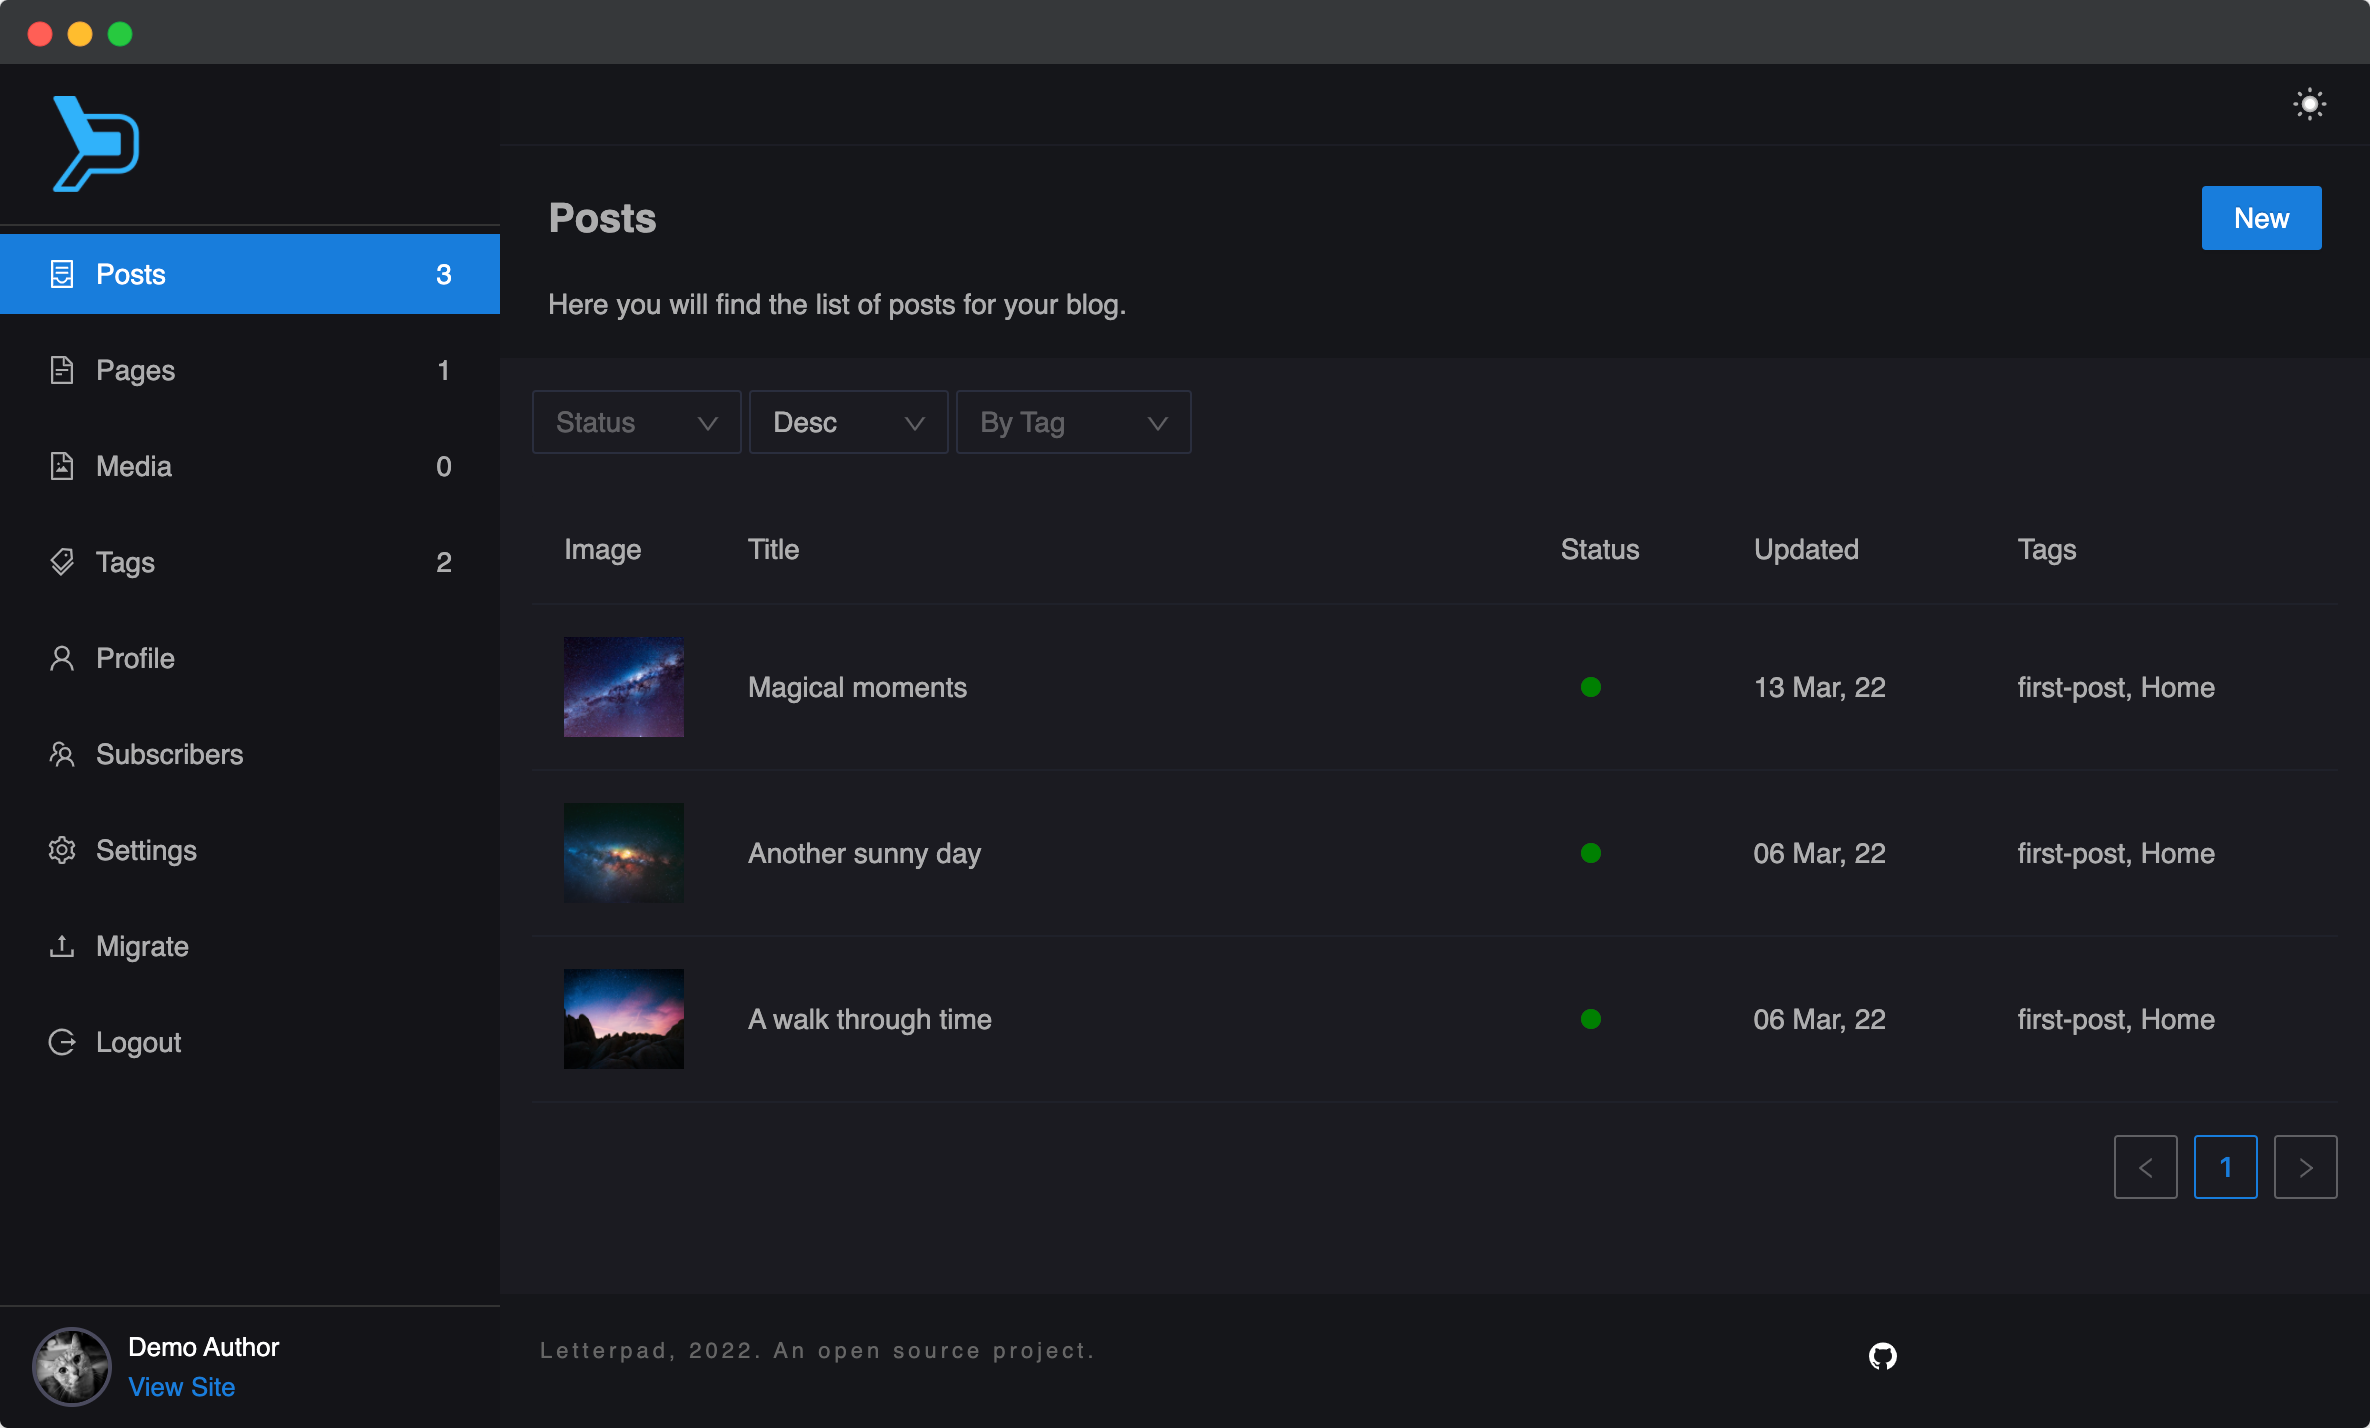 Posts 3
Pages 1
Media 0
Tags 2
Profile
Subscribers
Settings
Migrate
Logout
Demo Author
View Site
Posts
New
Here you will find the list of posts for your blog.
Status Desc By Tag
Image Title Status Updated Tags
Magical moments 13 Mar, 22 first-post, Home
Another sunny day 06 Mar, 22 first-post, Home
A walk through time 06 Mar, 22 first-post, Home
1
Letterpad, 2022. An open source project.